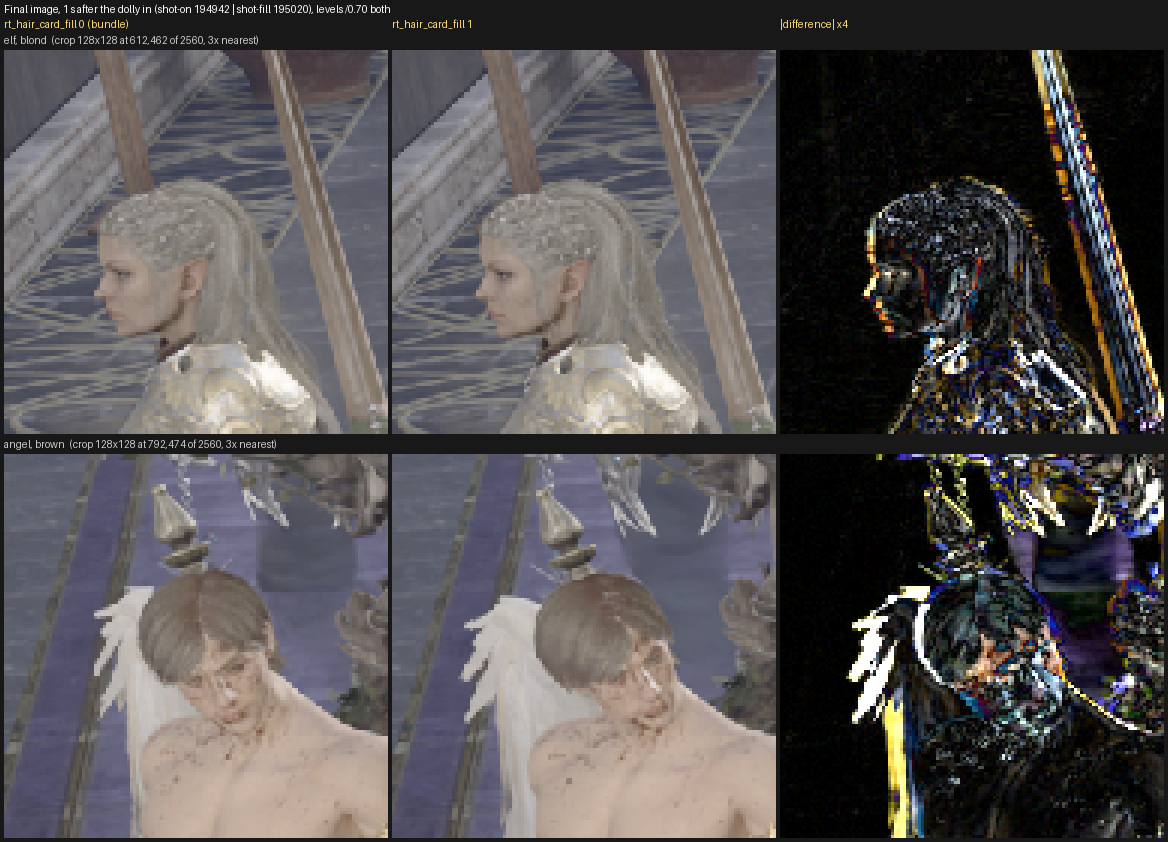 Final image, 1 s after the dolly in (shot-on 194942 | shot-fill 195020), levels /0.70 both
rt_hair_card_fill 0 (bundle)
rt_hair_card_fill 1
|difference| x4
elf, blond (crop 128x128 at 612,462 of 2560, 3x nearest)
angel, brown (crop 128x128 at 792,474 of 2560, 3x nearest)